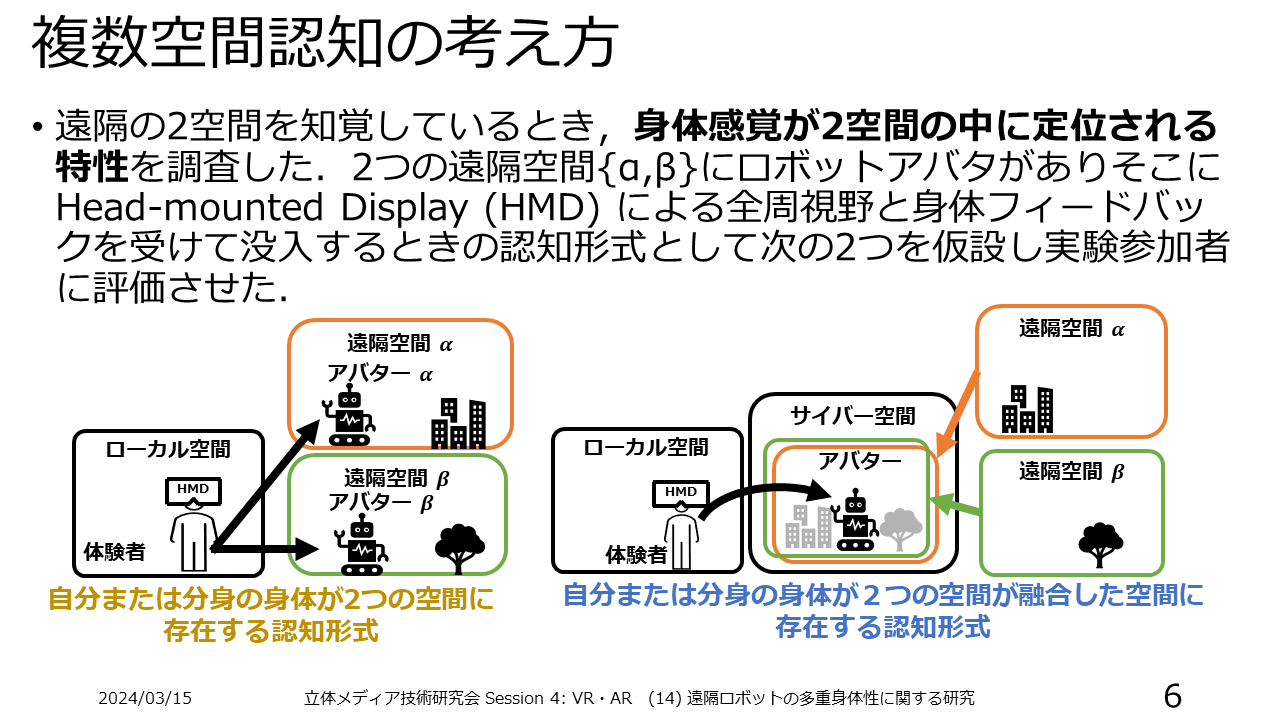 複数空間認知の考え方
• 遠隔の2空間を知覚しているとき，身体感覚が2空間の中に定位される
特性を調査した．2つの遠隔空間{α,β}にロボットアバタがありそこに
Head-mounted Display (HMD) による全周視野と身体フィードバッ
クを受けて没入するときの認知形式として次の2つを仮設し実験参加者
に評価させた．
遠隔空間 α
アバター α
ローカル空間
HMD
体験者
遠隔空間 β
アバター β
自分または分身の身体が2つの空間に
存在する認知形式
遠隔空間 α
サイバー空間
ローカル空間
アバター
HMD
体験者
遠隔空間 β
自分または分身の身体が２つの空間が融合した空間に
存在する認知形式
2024/03/15
立体メディア技術研究会 Session 4: VR・AR (14) 遠隔ロボットの多重身体性に関する研究
6